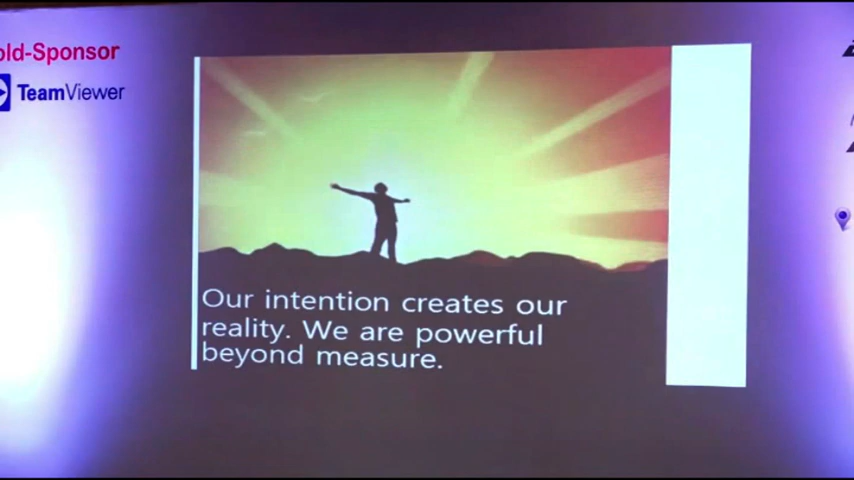 old-Sponsor
TeamViewer
Our intention creates our
reality. We are powerful
beyond measure.